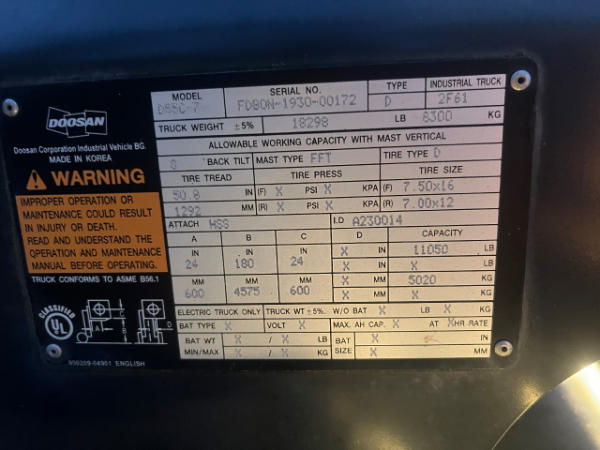 DOOSAN
Doosan Corporation Industrial Vehicle BG.
MADE IN KOREA
WARNING
IMPROPER OPERATION OR
MAINTENANCE COULD RESULT
IN INJURY OR DEATH.
READ AND UNDERSTAND THE
OPERATION AND MAINTENANCE
MANUAL BEFORE OPERATING.
TRUCK CONFORMS TO ASME B56.1
CLASSIFIED
UL
A B C D
930209-04901 ENGLISH
MODEL SERIAL NO. TYPE INDUSTRIAL TRUCK
D55C-7 FDB0N-1930-00172 D 2F61
TRUCK WEIGHT ±5% 18298 LB 8300 KG
ALLOWABLE WORKING CAPACITY WITH MAST VERTICAL
8 BACK TILT MAST TYPE FFT TIRE TYPE D
TIRE TREAD TIRE PRESS TIRE SIZE
50.8 IN (F) X PSI X KPA (F) 7.50x16
1292 MM (R) X PSI X KPA (R) 7.00x12
ATTACH HSS I.D A230014
A B C D CAPACITY
IN IN IN X IN 11050 LB
24 180 24 X IN X LB
MM MM MM X MM 5020 KG
600 4575 600 X MM X KG
ELECTRIC TRUCK ONLY TRUCK WT ±5%. W/O BAT X LB X KG
BAT TYPE X VOLT X MAX. AH CAP. X AT XHR RATE
BAT WT X / X LB BAT X IN
MIN/MAX X / X KG SIZE X MM